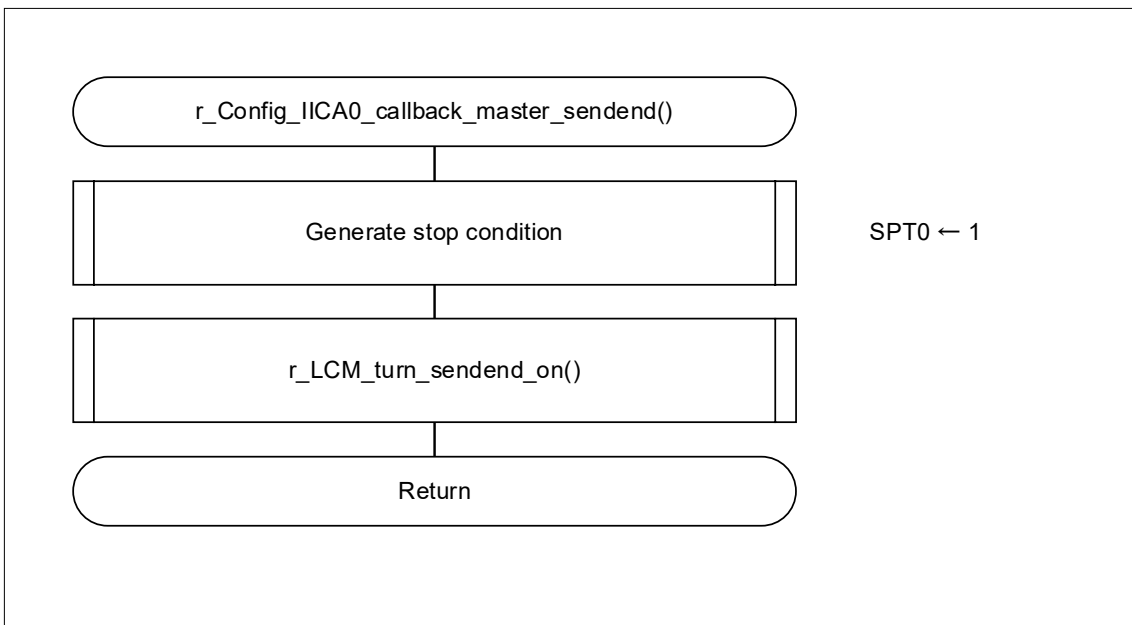 r_Config_IICA0_callback_master_sendend()
Generate stop condition
SPT0 ← 1
r_LCM_turn_sendend_on()
Return